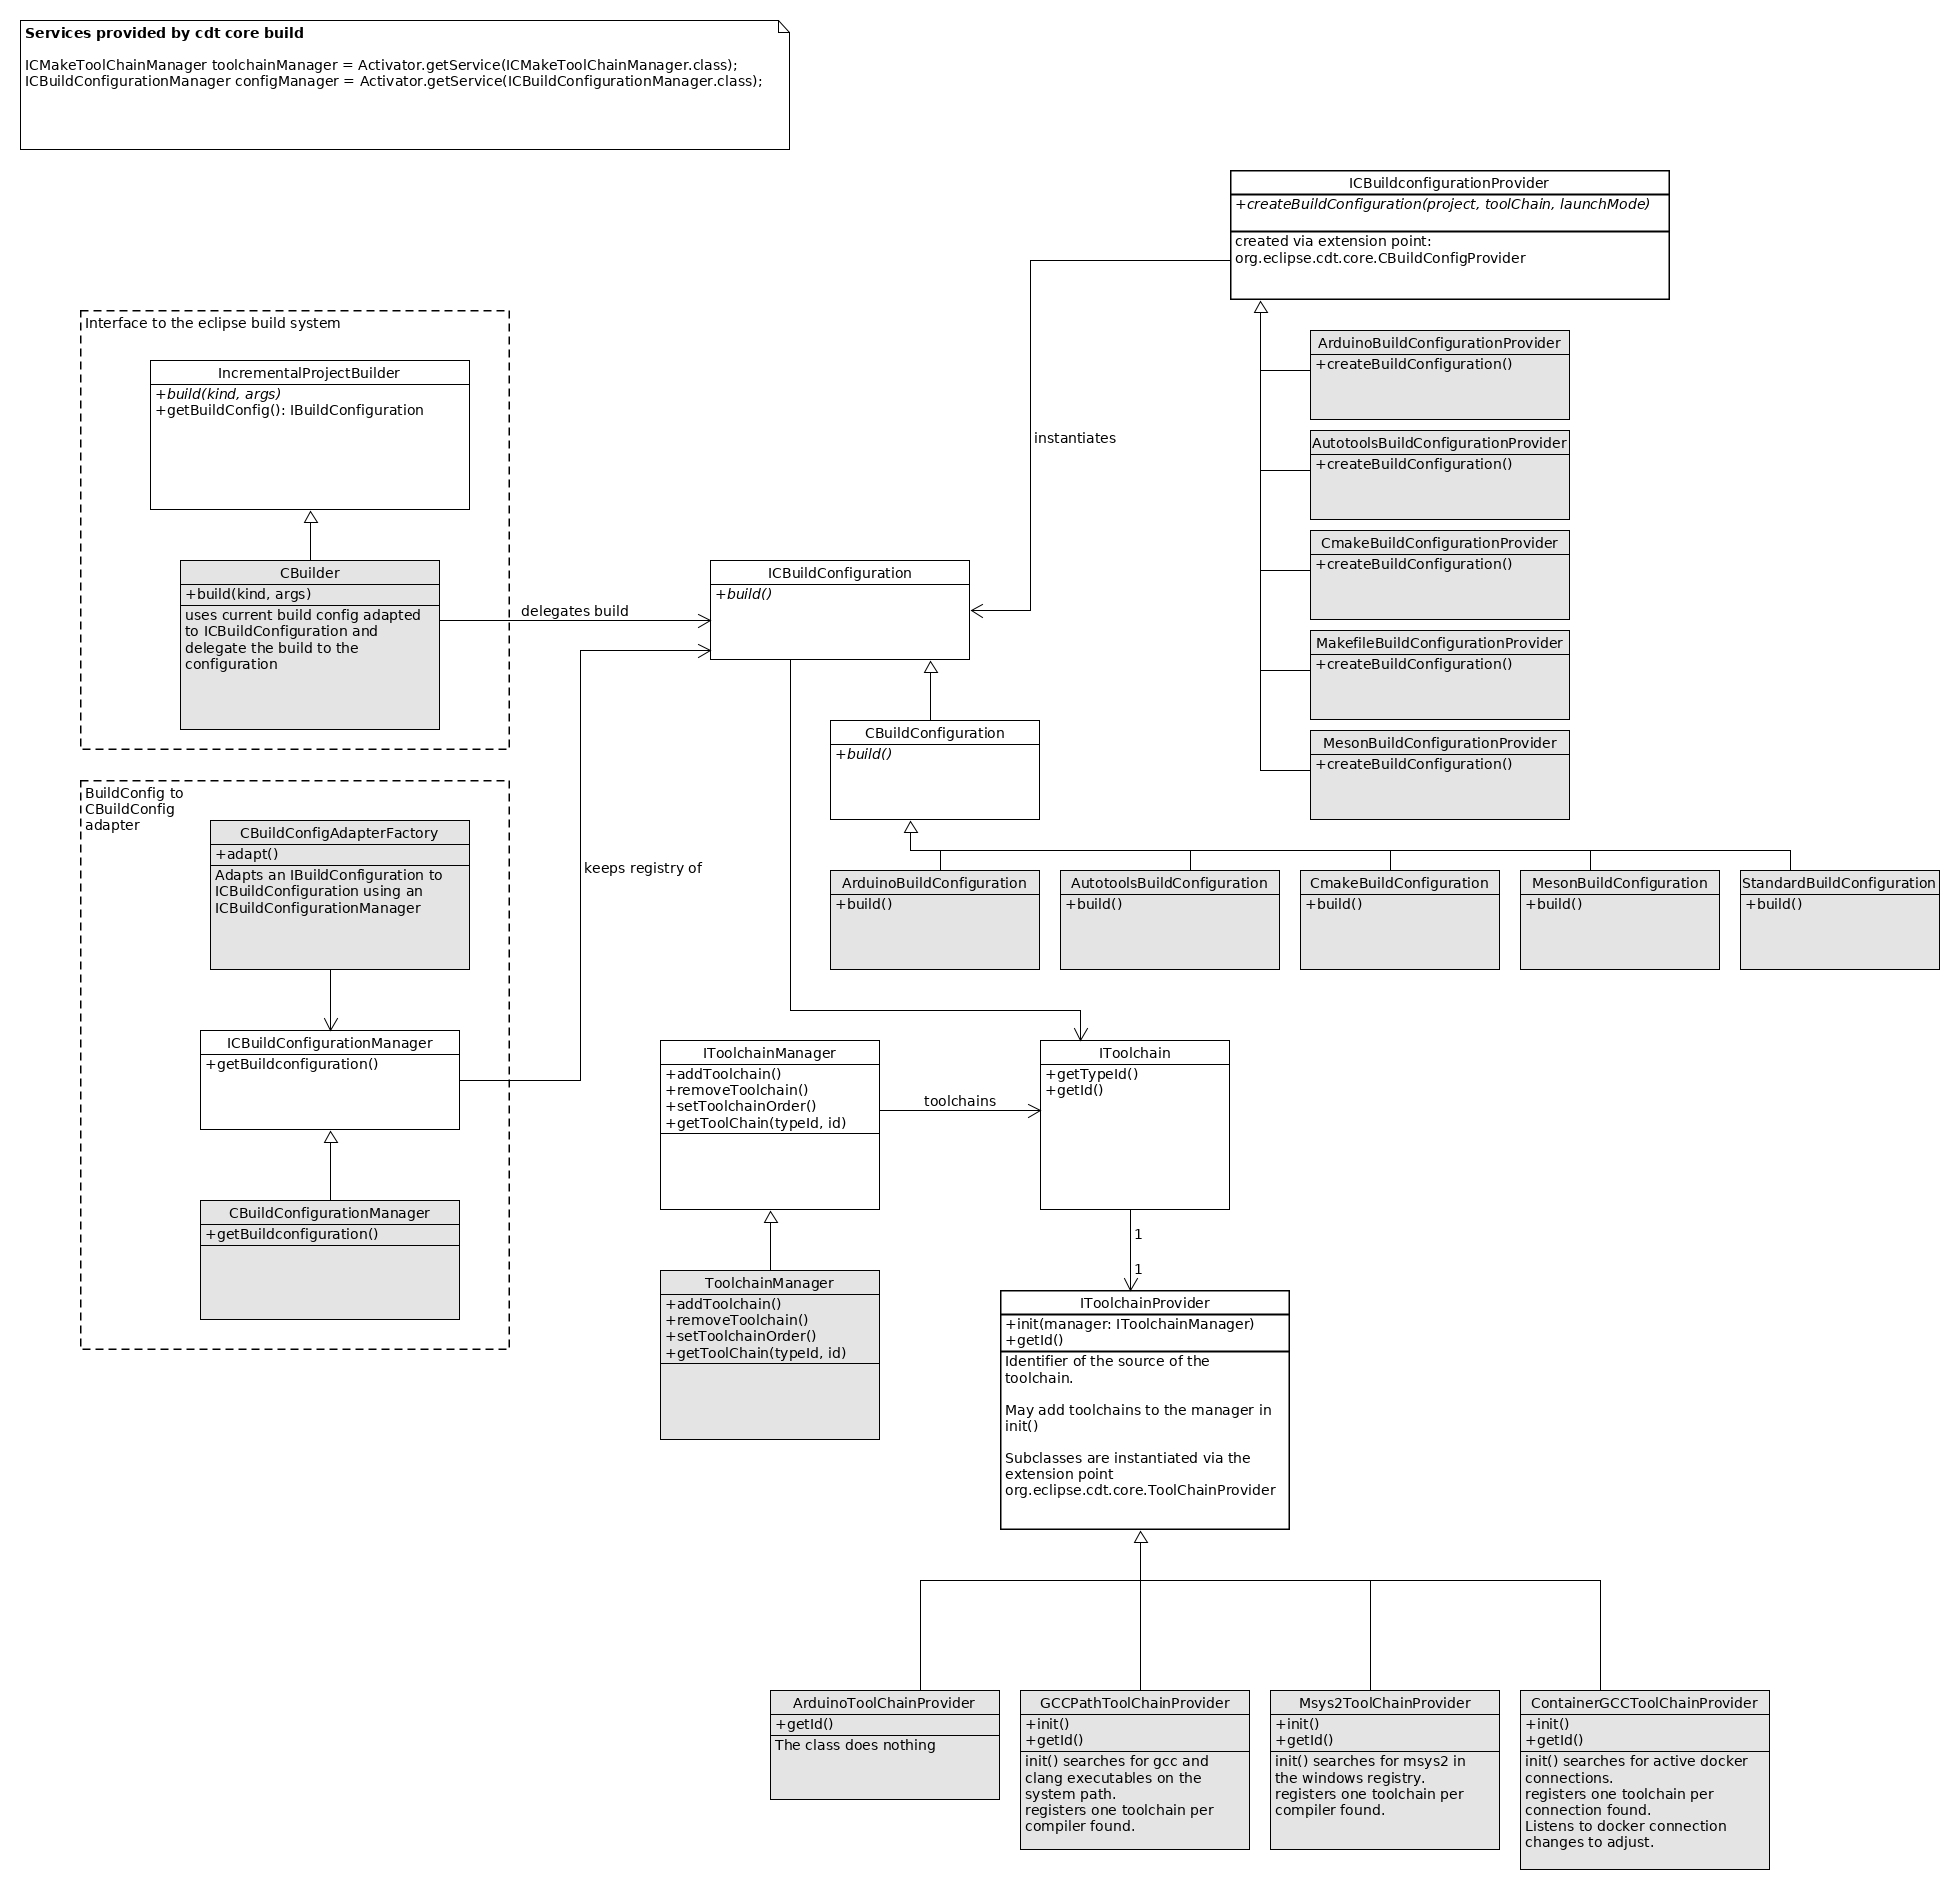 Services provided by cdt core build
ICMakeToolChainManager toolchainManager = Activator.getService(ICMakeToolChainManager.class);
ICBuildConfigurationManager configManager = Activator.getService(ICBuildConfigurationManager.class);
ICBuildconfigurationProvider
+createBuildConfiguration(project, toolChain, launchMode)
created via extension point:
org.eclipse.cdt.core.CBuildConfigProvider
instantiates
ArduinoBuildConfigurationProvider
+createBuildConfiguration()
AutotoolsBuildConfigurationProvider
+createBuildConfiguration()
CmakeBuildConfigurationProvider
+createBuildConfiguration()
MakefileBuildConfigurationProvider
+createBuildConfiguration()
MesonBuildConfigurationProvider
+createBuildConfiguration()
Interface to the eclipse build system
IncrementalProjectBuilder
+build(kind, args)
+getBuildConfig(): IBuildConfiguration
CBuilder
+build(kind, args)
uses current build config adapted
to ICBuildConfiguration and
delegate the build to the
configuration
delegates build
ICBuildConfiguration
+build()
CBuildConfiguration
+build()
BuildConfig to
CBuildConfig
adapter
CBuildConfigAdapterFactory
+adapt()
Adapts an IBuildConfiguration to
ICBuildConfiguration using an
ICBuildConfigurationManager
keeps registry of
ICBuildConfigurationManager
+getBuildconfiguration()
CBuildConfigurationManager
+getBuildconfiguration()
ArduinoBuildConfiguration
+build()
AutotoolsBuildConfiguration
+build()
CmakeBuildConfiguration
+build()
MesonBuildConfiguration
+build()
StandardBuildConfiguration
+build()
IToolchainManager
+addToolchain()
+removeToolchain()
+setToolchainOrder()
+getToolChain(typeId, id)
toolchains
IToolchain
+getTypeId()
+getId()
1
1
ToolchainManager
+addToolchain()
+removeToolchain()
+setToolchainOrder()
+getToolChain(typeId, id)
IToolchainProvider
+init(manager: IToolchainManager)
+getId()
Identifier of the source of the
toolchain.
May add toolchains to the manager in
init()
Subclasses are instantiated via the
extension point
org.eclipse.cdt.core.ToolChainProvider
ArduinoToolChainProvider
+getId()
The class does nothing
GCCPathToolChainProvider
+init()
+getId()
init() searches for gcc and
clang executables on the
system path.
registers one toolchain per
compiler found.
Msys2ToolChainProvider
+init()
+getId()
init() searches for msys2 in
the windows registry.
registers one toolchain per
compiler found.
ContainerGCCToolChainProvider
+init()
+getId()
init() searches for active docker
connections.
registers one toolchain per
connection found.
Listens to docker connection
changes to adjust.